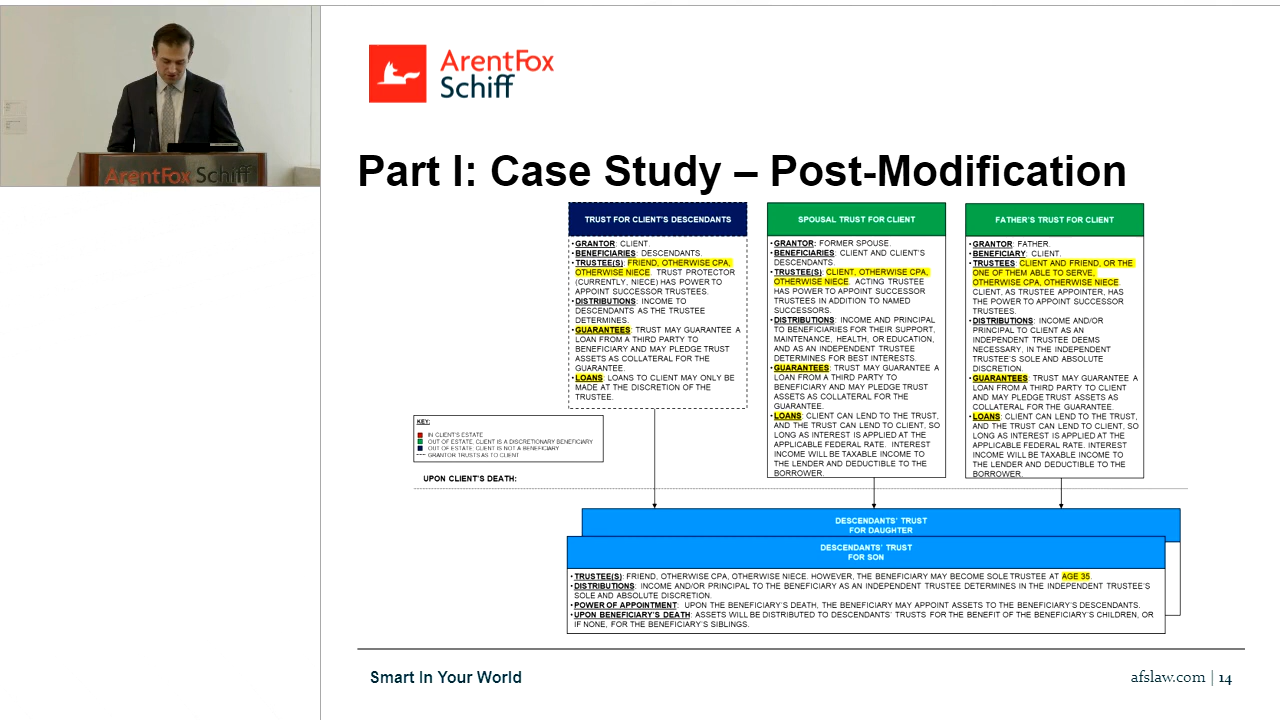 ArentFox
Schiff
ArentFox Schiff
Part I: Case Study – Post-Modification
TRUST FOR CLIENT'S DESCENDANTS
•GRANTOR: CLIENT.
•BENEFICIARIES: DESCENDANTS.
•TRUSTEE(S): FRIEND, OTHERWISE CPA,
OTHERWISE NIECE. TRUST PROTECTOR
(CURRENTLY, NIECE) HAS POWER TO
APPOINT SUCCESSOR TRUSTEES.
•DISTRIBUTIONS: INCOME TO
DESCENDANTS AS THE TRUSTEE
DETERMINES.
•GUARANTEES: TRUST MAY GUARANTEE A
LOAN FROM A THIRD PARTY TO
BENEFICIARY AND MAY PLEDGE TRUST
ASSETS AS COLLATERAL FOR THE
GUARANTEE.
•LOANS: LOANS TO CLIENT MAY ONLY BE
MADE AT THE DISCRETION OF THE
TRUSTEE.
SPOUSAL TRUST FOR CLIENT
•GRANTOR: FORMER SPOUSE.
•BENEFICIARIES: CLIENT AND CLIENT'S
DESCENDANTS.
•TRUSTEE(S): CLIENT, OTHERWISE CPA,
OTHERWISE NIECE. ACTING TRUSTEE
HAS POWER TO APPOINT SUCCESSOR
TRUSTEES IN ADDITION TO NAMED
SUCCESSORS.
•DISTRIBUTIONS: INCOME AND PRINCIPAL
TO BENEFICIARIES FOR THEIR SUPPORT,
MAINTENANCE, HEALTH, OR EDUCATION,
AND AS AN INDEPENDENT TRUSTEE
DETERMINES FOR BEST INTERESTS.
•GUARANTEES: TRUST MAY GUARANTEE A
LOAN FROM A THIRD PARTY TO
BENEFICIARY AND MAY PLEDGE TRUST
ASSETS AS COLLATERAL FOR THE
GUARANTEE.
•LOANS: CLIENT CAN LEND TO THE TRUST,
AND THE TRUST CAN LEND TO CLIENT, SO
LONG AS INTEREST IS APPLIED AT THE
APPLICABLE FEDERAL RATE. INTEREST
INCOME WILL BE TAXABLE INCOME TO
THE LENDER AND DEDUCTIBLE TO THE
BORROWER.
FATHER'S TRUST FOR CLIENT
•GRANTOR: FATHER.
•BENEFICIARY: CLIENT.
•TRUSTEES: CLIENT AND FRIEND, OR THE
ONE OF THEM ABLE TO SERVE,
OTHERWISE CPA, OTHERWISE NIECE
CLIENT, AS TRUSTEE APPOINTER, HAS
THE POWER TO APPOINT SUCCESSOR
TRUSTEES.
•DISTRIBUTIONS: INCOME AND/OR
PRINCIPAL TO CLIENT AS AN
INDEPENDENT TRUSTEE DEEMS
NECESSARY, IN THE INDEPENDENT
TRUSTEE'S SOLE AND ABSOLUTE
DISCRETION.
•GUARANTEES: TRUST MAY GUARANTEE A
LOAN FROM A THIRD PARTY TO CLIENT
AND MAY PLEDGE TRUST ASSETS AS
COLLATERAL FOR THE GUARANTEE.
•LOANS: CLIENT CAN LEND TO THE TRUST,
AND THE TRUST CAN LEND TO CLIENT, SO
LONG AS INTEREST IS APPLIED AT THE
APPLICABLE FEDERAL RATE. INTEREST
INCOME WILL BE TAXABLE INCOME TO
THE LENDER AND DEDUCTIBLE TO THE
BORROWER.
KEY:
IN CLIENT'S ESTATE
OUT OF ESTATE, CLIENT IS A DISCRETIONARY BENEFICIARY
OUT OF ESTATE, CLIENT IS NOT A BENEFICIARY
GRANTOR TRUSTS AS TO CLIENT
UPON CLIENT'S DEATH:
DESCENDANTS' TRUST
FOR DAUGHTER
DESCENDANTS' TRUST
FOR SON
•TRUSTEE(S): FRIEND, OTHERWISE CPA, OTHERWISE NIECE. HOWEVER, THE BENEFICIARY MAY BECOME SOLE TRUSTEE AT AGE 35.
•DISTRIBUTIONS: INCOME AND/OR PRINCIPAL TO THE BENEFICIARY AS AN INDEPENDENT TRUSTEE DETERMINES IN THE INDEPENDENT TRUSTEE'S
SOLE AND ABSOLUTE DISCRETION.
•POWER OF APPOINTMENT: UPON THE BENEFICIARY'S DEATH, THE BENEFICIARY MAY APPOINT ASSETS TO THE BENEFICIARY'S DESCENDANTS.
•UPON BENEFICIARY'S DEATH: ASSETS WILL BE DISTRIBUTED TO DESCENDANTS' TRUSTS FOR THE BENEFIT OF THE BENEFICIARY'S CHILDREN, OR
IF NONE, FOR THE BENEFICIARY'S SIBLINGS.
Smart In Your World
afslaw.com | 14